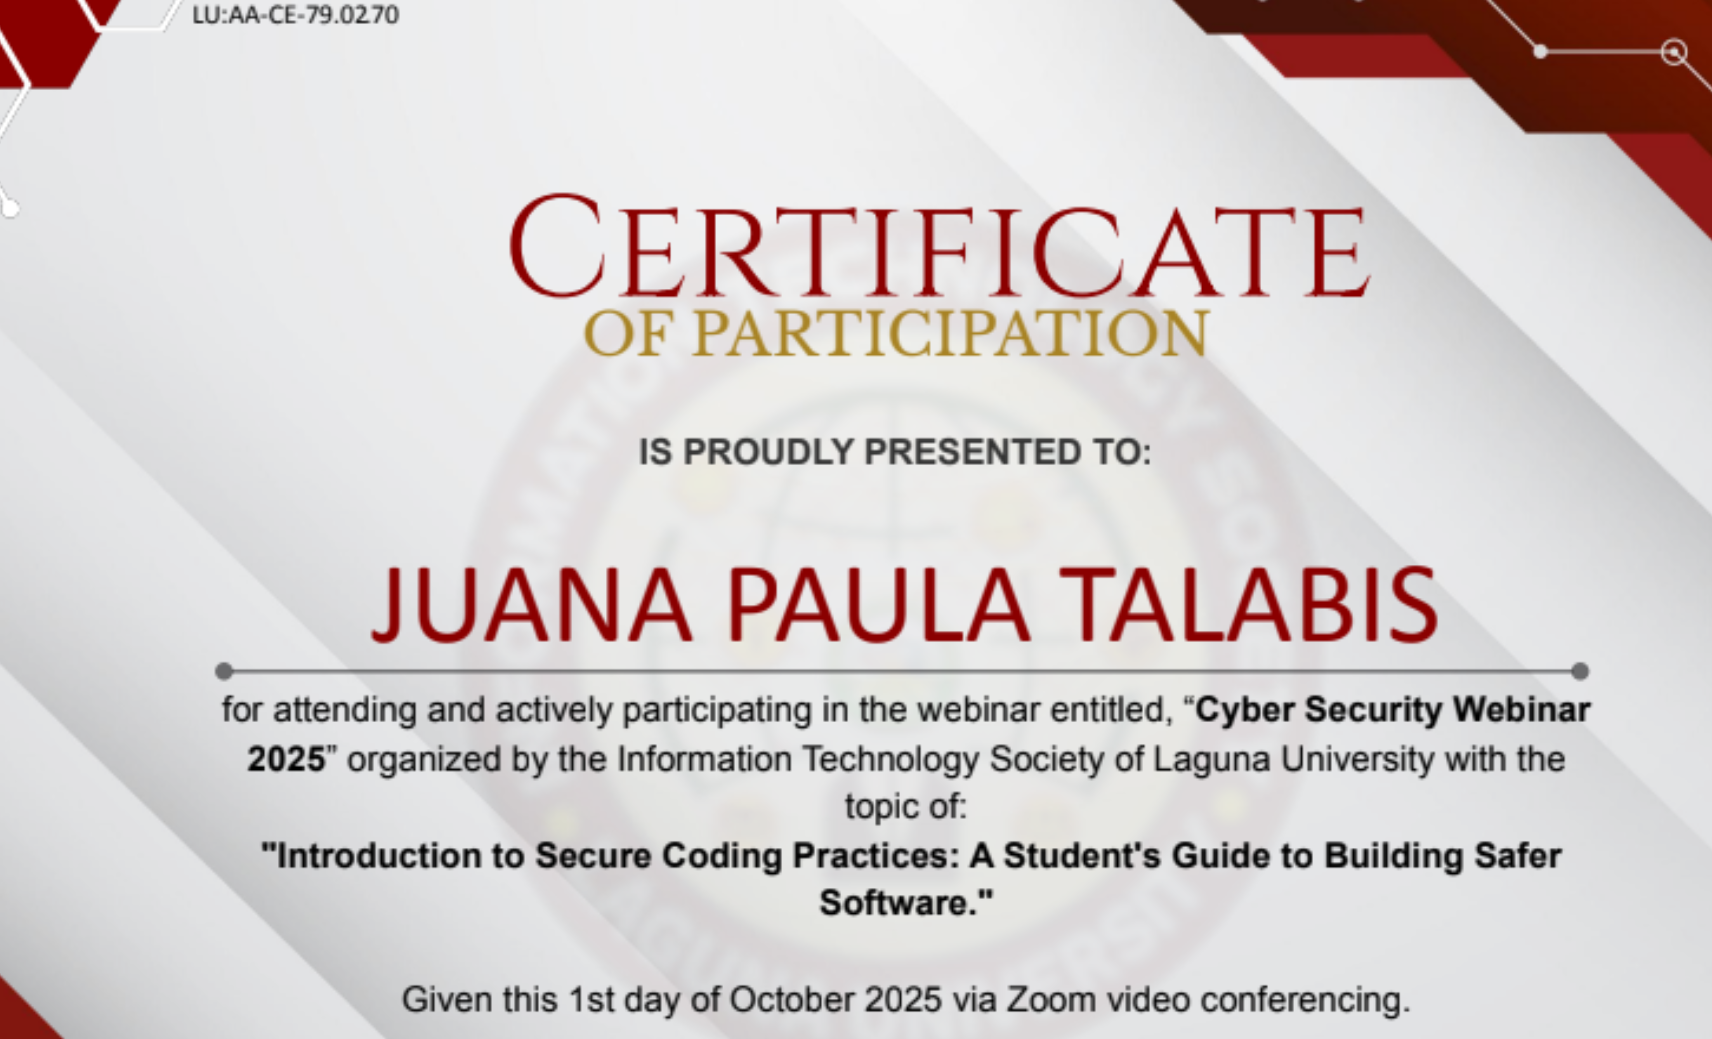 LU:AA-CE-79.0270
CERTIFICATE
OF PARTICIPATION
IS PROUDLY PRESENTED TO:
JUANA PAULA TALABIS
for attending and actively participating in the webinar entitled, “Cyber Security Webinar
2025” organized by the Information Technology Society of Laguna University with the
topic of:
"Introduction to Secure Coding Practices: A Student's Guide to Building Safer
Software."
Given this 1st day of October 2025 via Zoom video conferencing.